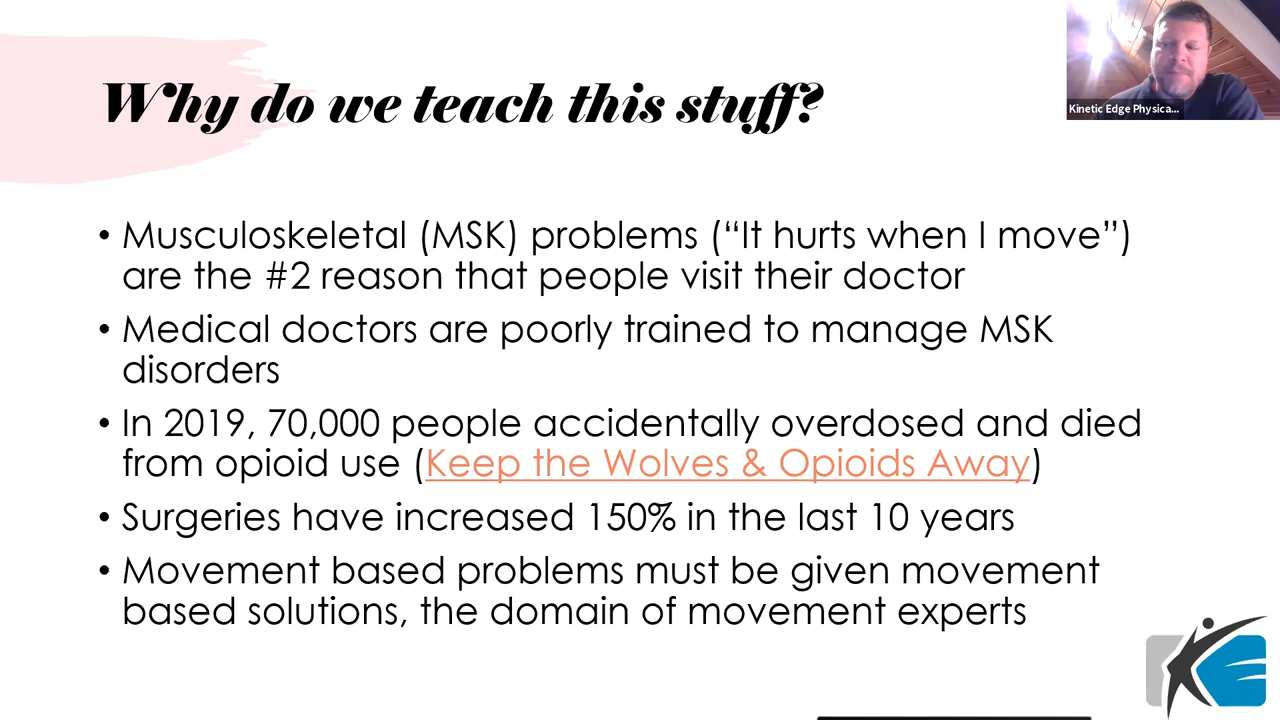 Why do we teach this stuff?
Kinetic Edge Physica...
• Musculoskeletal (MSK) problems (“It hurts when I move”)
are the #2 reason that people visit their doctor
• Medical doctors are poorly trained to manage MSK
disorders
• In 2019, 70,000 people accidentally overdosed and died
from opioid use (Keep the Wolves & Opioids Away)
• Surgeries have increased 150% in the last 10 years
• Movement based problems must be given movement
based solutions, the domain of movement experts